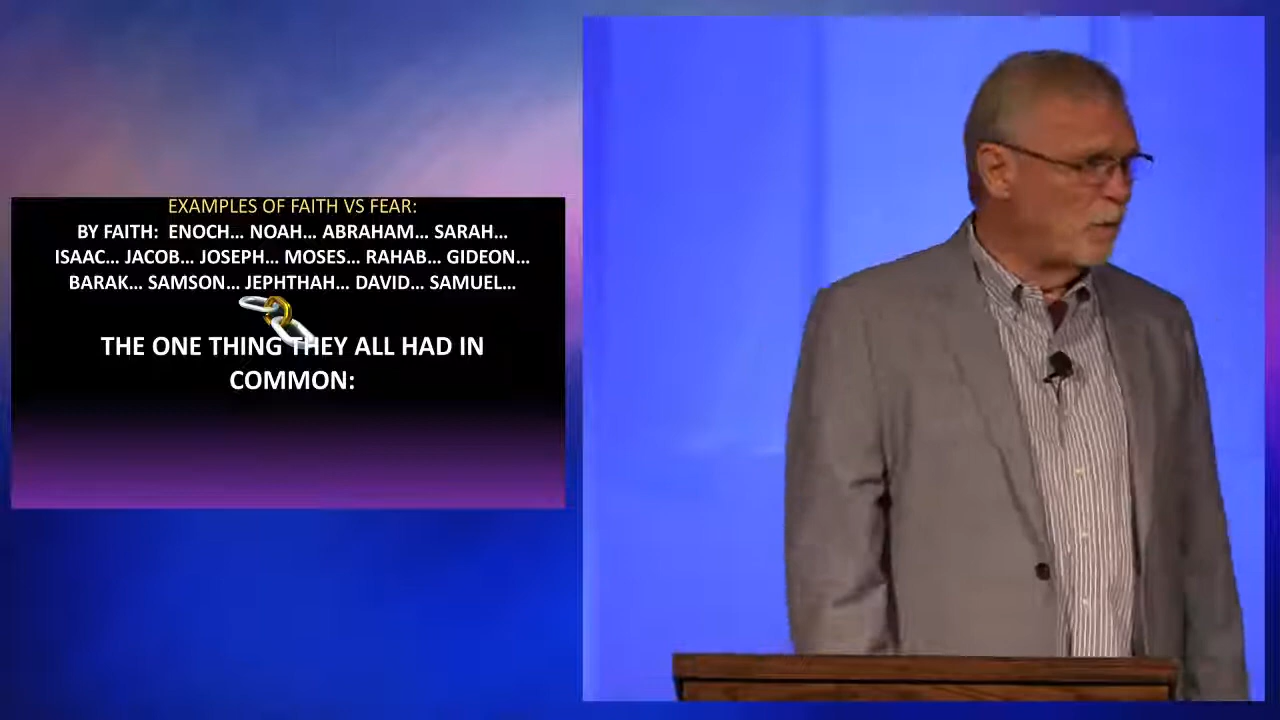 EXAMPLES OF FAITH VS FEAR:
BY FAITH: ENOCH... NOAH... ABRAHAM... SARAH...
ISAAC... JACOB... JOSEPH... MOSES... RAHAB... GIDEON...
BARAK... SAMSON... JEPHTHAH... DAVID... SAMUEL...
THE ONE THING THEY ALL HAD IN
COMMON: